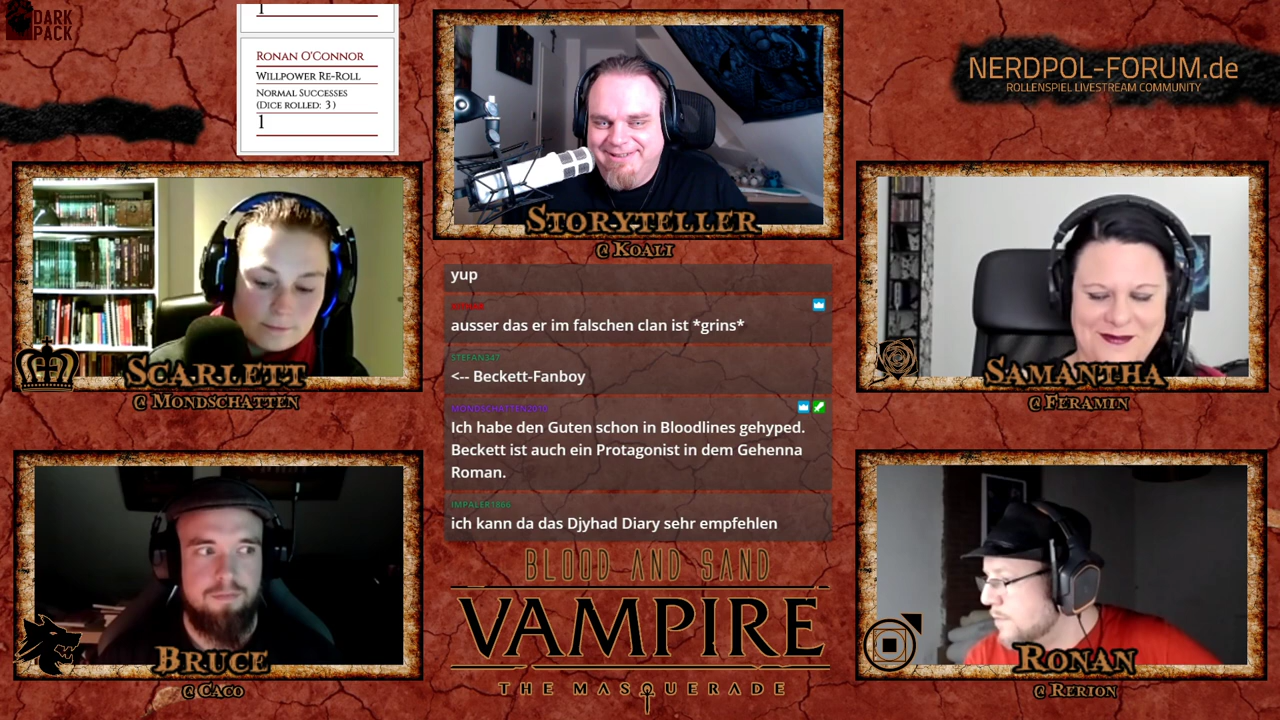 DARK
PACK
1
Ronan O'Connor
Willpower Re-Roll
Normal Successes
(Dice rolled: 3)
1
NERDPOL-FORUM.de
ROLLENSPIEL LIVESTREAM COMMUNITY
Storyteller
@ Koali
Scarlett
@ Mondschatten
Samantha
@ Feramin
yup
ausser das er im falschen clan ist *grins*
STEFAN347
<-- Beckett-Fanboy
Ich habe den Guten schon in Bloodlines gehyped.
Beckett ist auch ein Protagonist in dem Gehenna
Roman.
IMPALER1866
ich kann da das Djyhad Diary sehr empfehlen
Bruce
@ Caco
Ronan
@ Rerion
BLOOD AND SAND
VAMPIRE
THE MASQUERADE